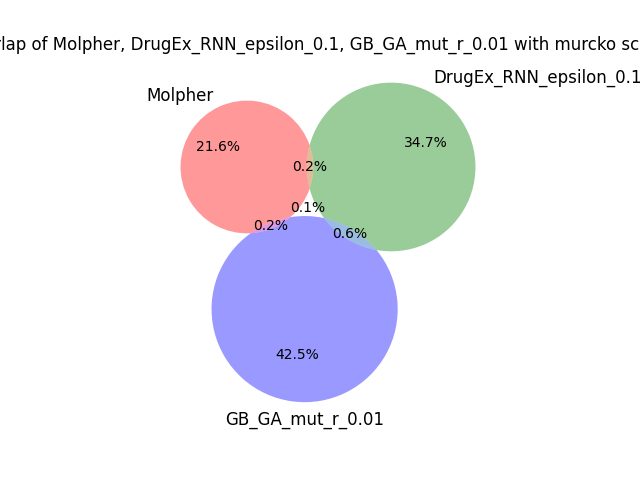 rlap of Molpher, DrugEx_RNN_epsilon_0.1, GB_GA_mut_r_0.01 with murcko sc
DrugEx_RNN_epsilon_0.1
Molpher
34.7%
21.6%
0.2%
0.1%
0.2%
0.6%
42.5%
GB_GA_mut_r_0.01